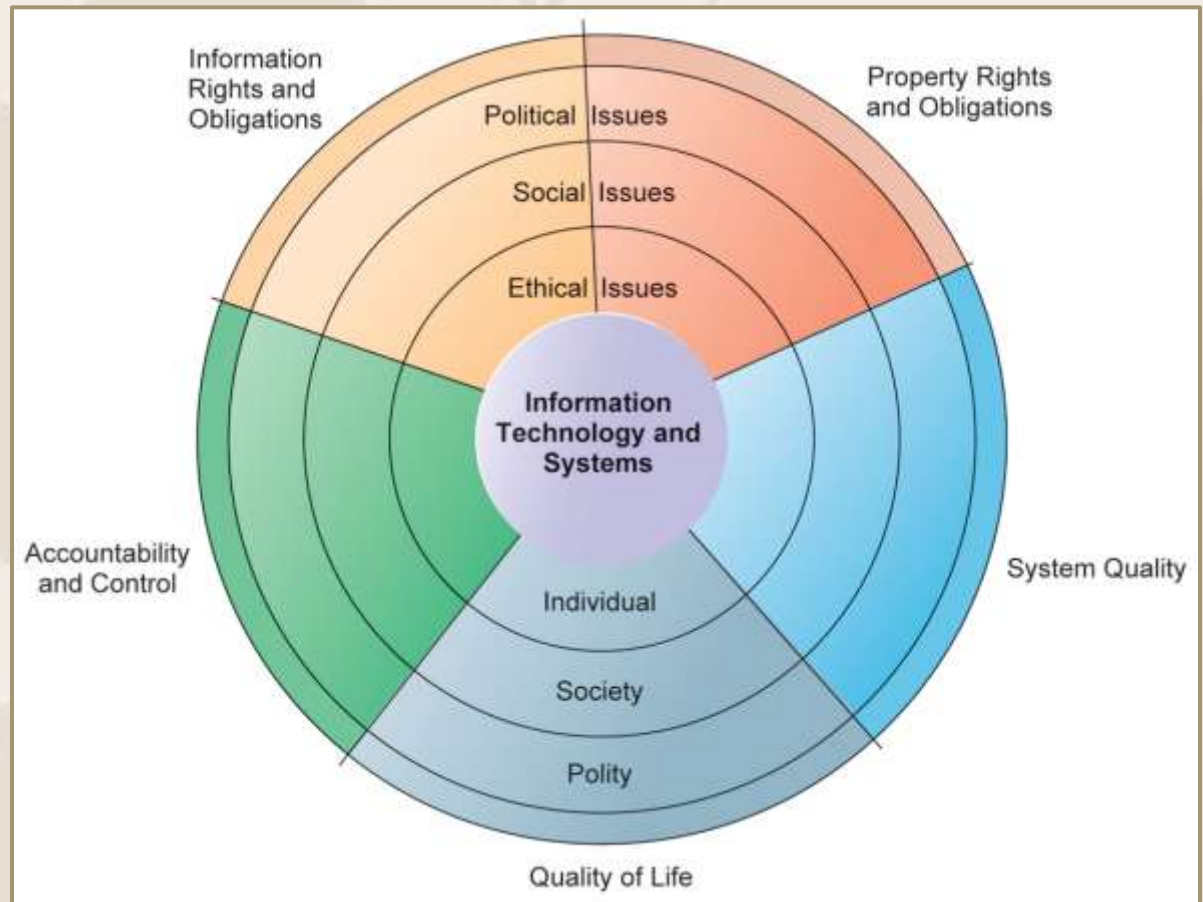 Information
Rights and
Obligations
Property Rights
and Obligations
Political Issues
Social Issues
Ethical Issues
Information
Technology and
Systems
Accountability
and Control
System Quality
Individual
Society
Polity
Quality of Life